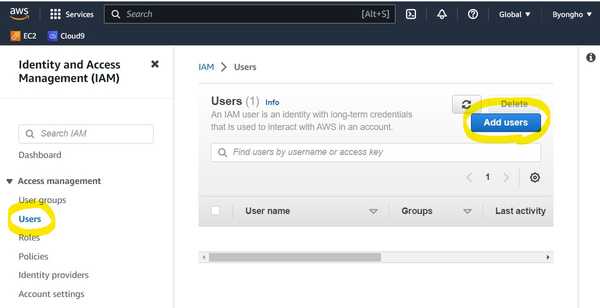 aws
Services
Search
[Alt+S]
Global
Byongho
EC2
Cloud9
Identity and Access
Management (IAM)
Search IAM
Dashboard
Access management
User groups
Users
Roles
Policies
Identity providers
Account settings
IAM > Users
Users (1) Info
An IAM user is an identity with long-term credentials
that is used to interact with AWS in an account.
Delete
Add users
Find users by username or access key
1
User name
Groups
Last activity